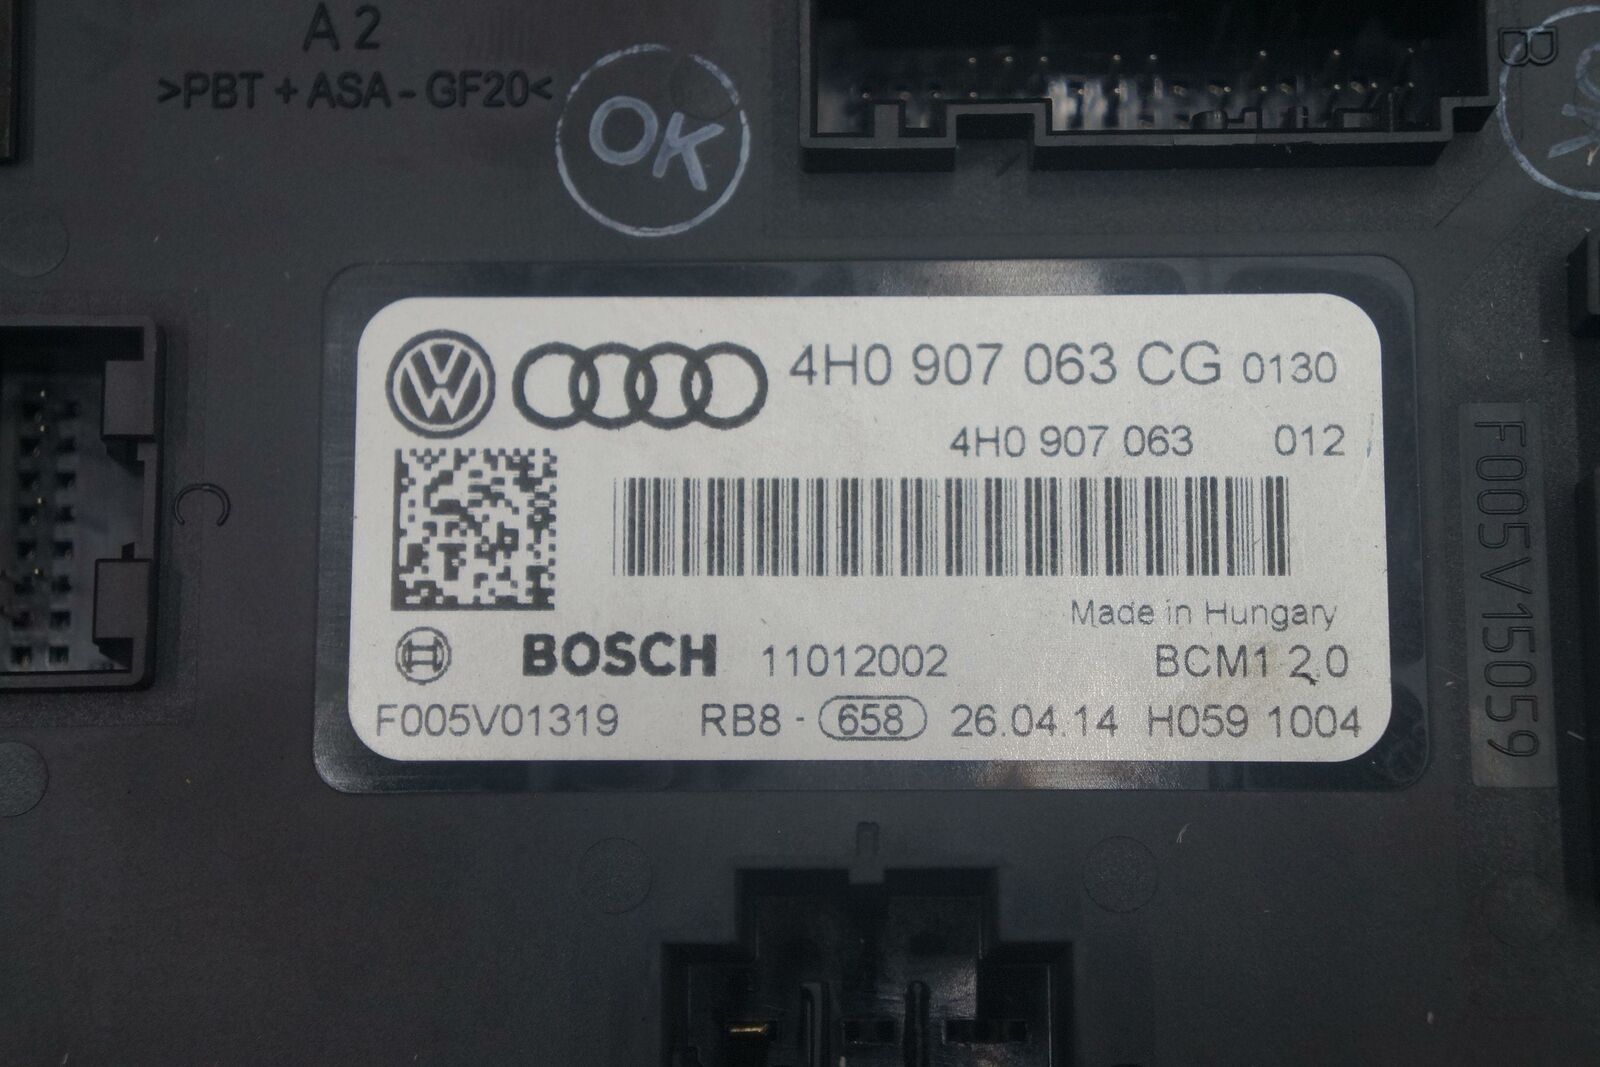 A 2
>PBT + ASA - GF20<
OK
B
OK
4H0 907 063 CG 0130
4H0 907 063 012
C
Made in Hungary
BOSCH 11012002 BCM1 2.0
F005V01319 RB8 - 658 26.04.14 H059 1004
F005V15059